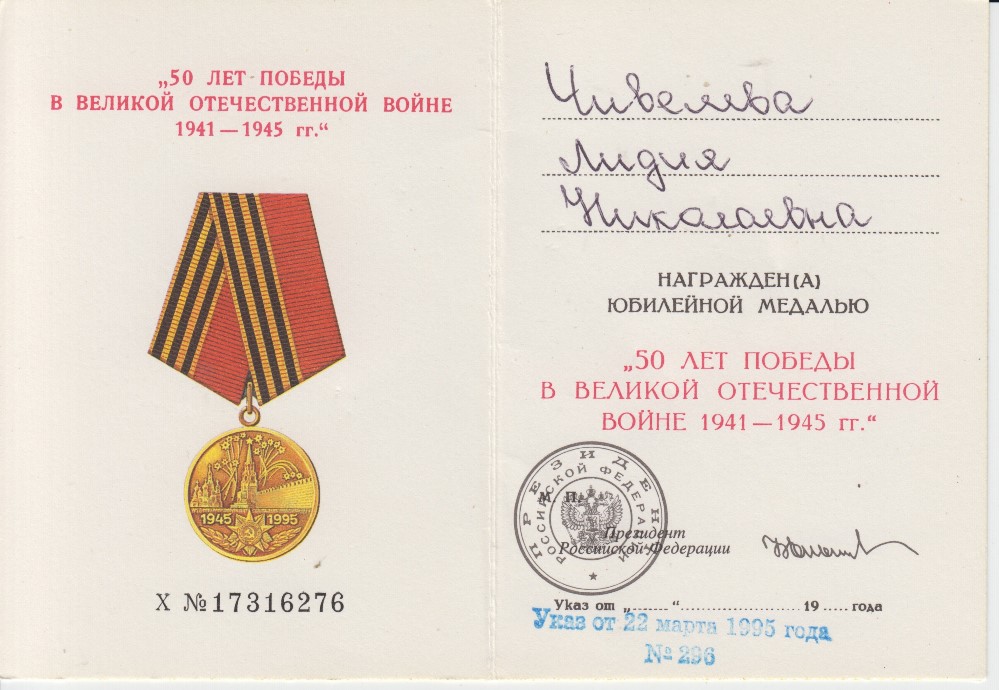 „50 ЛЕТ ПОБЕДЫ
В ВЕЛИКОЙ ОТЕЧЕСТВЕННОЙ ВОЙНЕ
1941 — 1945 гг.“
1945 1995
Х №17316276
Лидия
Николаевна
НАГРАЖДЕН(А)
ЮБИЛЕЙНОЙ МЕДАЛЬЮ
„50 ЛЕТ ПОБЕДЫ
В ВЕЛИКОЙ ОТЕЧЕСТВЕННОЙ
ВОЙНЕ 1941 — 1945 гг.“
ПРЕЗИДЕНТ
РОССИЙСКОЙ ФЕДЕРАЦИИ
М. П.
Президент
Российской Федерации
Указ от „ “ 19 года
Указ от 22 марта 1995 года
№ 296